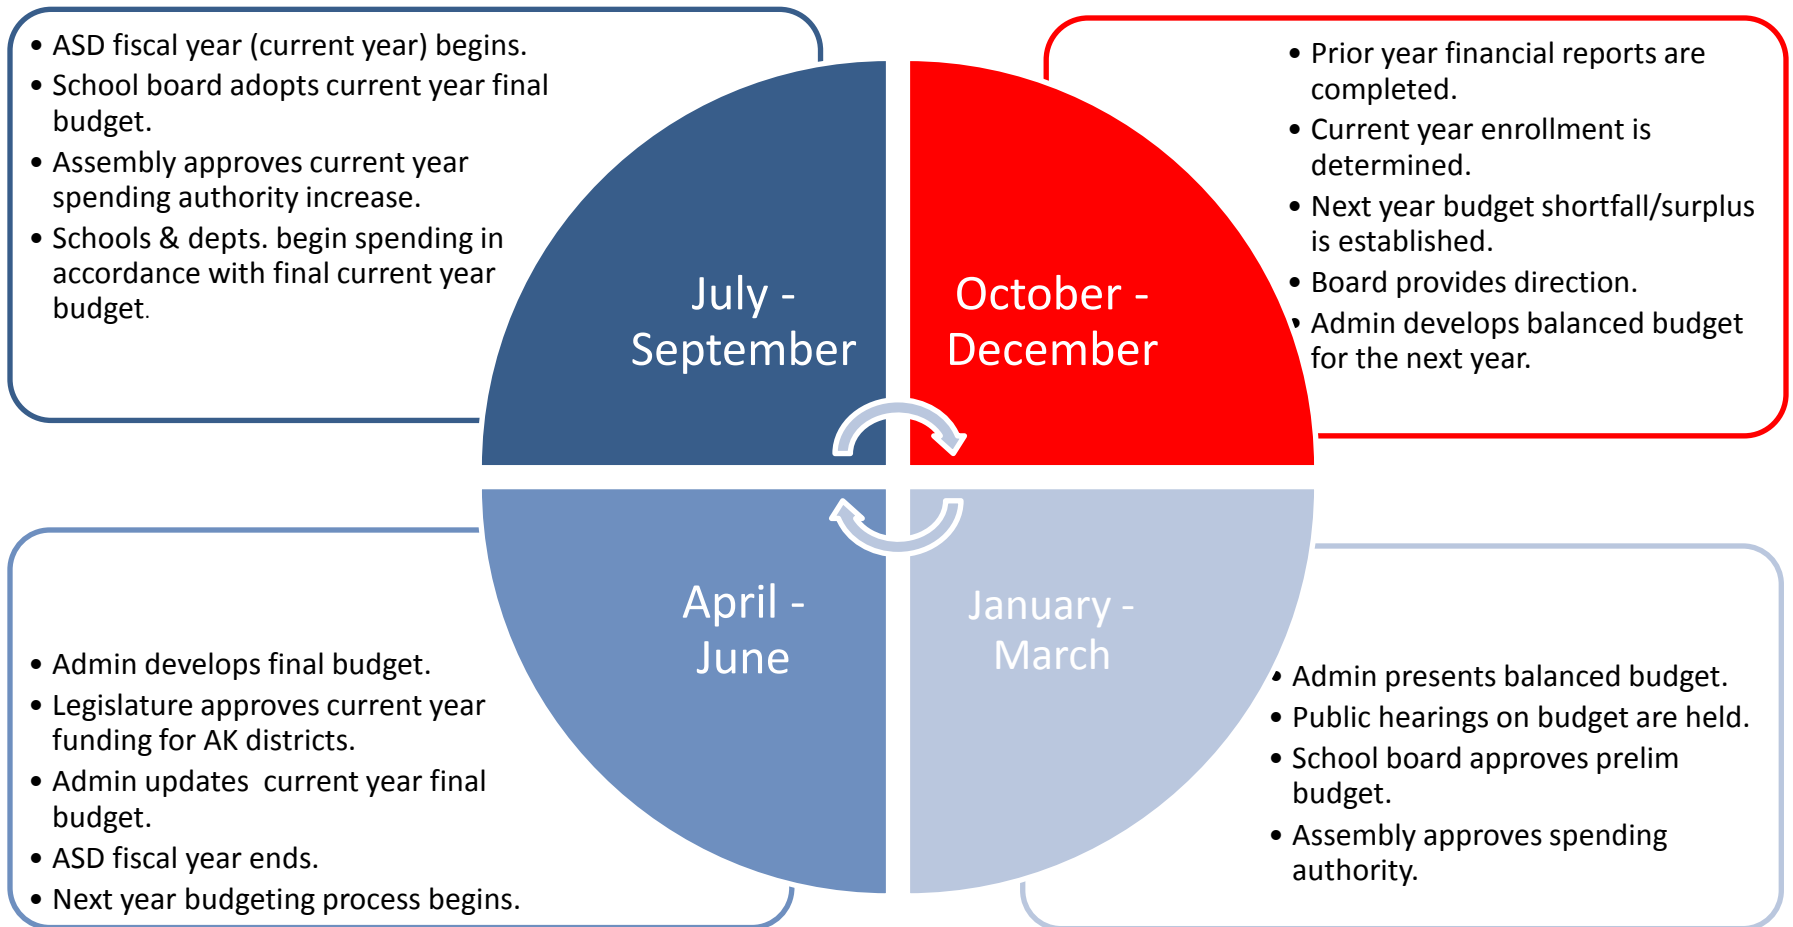 • ASD fiscal year (current year) begins.
• School board adopts current year final
budget.
• Assembly approves current year
spending authority increase.
• Schools & depts. begin spending in
accordance with final current year
budget.
July -
September
October -
December
• Prior year financial reports are
completed.
• Current year enrollment is
determined.
• Next year budget shortfall/surplus
is established.
• Board provides direction.
• Admin develops balanced budget
for the next year.
• Admin develops final budget.
• Legislature approves current year
funding for AK districts.
• Admin updates  current year final
budget.
• ASD fiscal year ends.
• Next year budgeting process begins.
April -
June
January -
March
• Admin presents balanced budget.
• Public hearings on budget are held.
• School board approves prelim
budget.
• Assembly approves spending
authority.